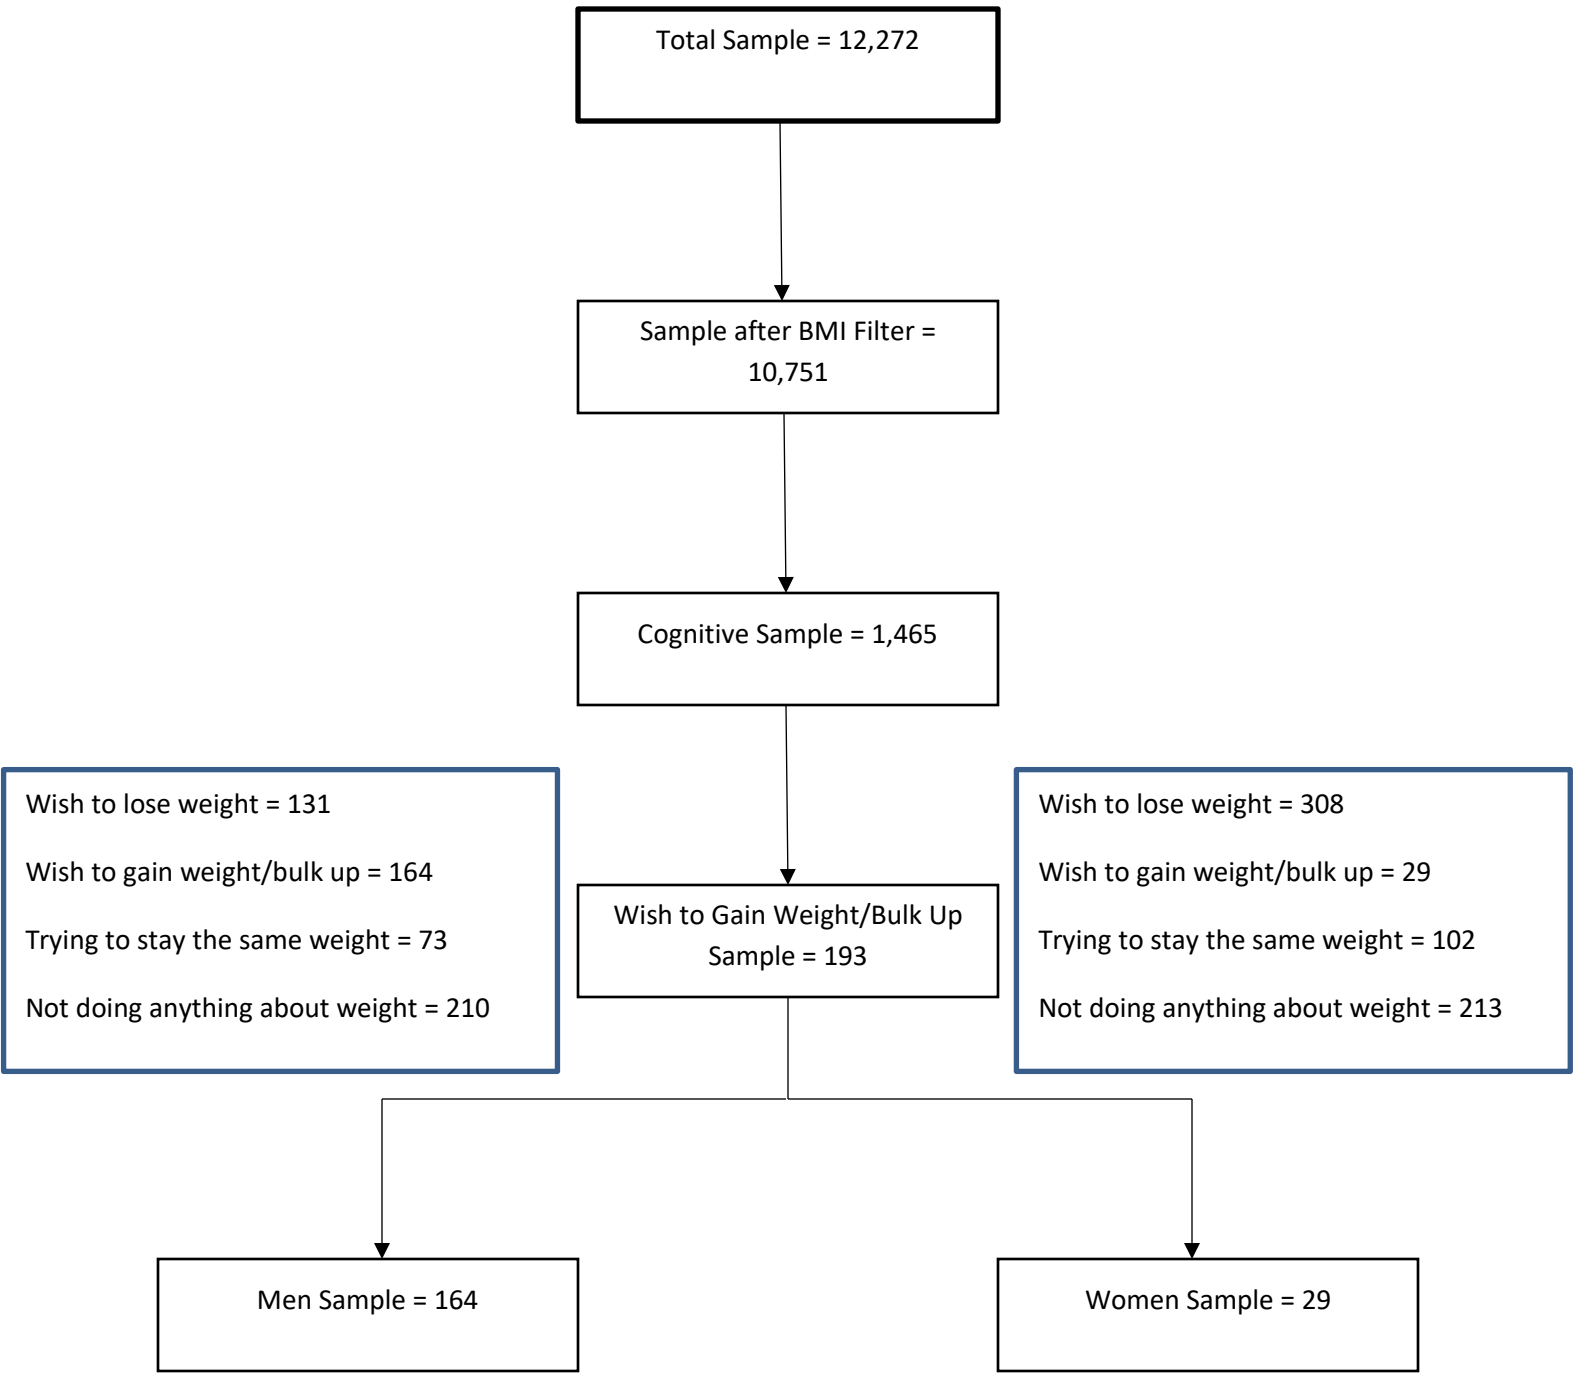 Total Sample = 12,272
Sample after BMI Filter =
10,751
Cognitive Sample = 1,465
Wish to lose weight = 131
Wish to gain weight/bulk up = 164
Trying to stay the same weight = 73
Not doing anything about weight = 210
Wish to Gain Weight/Bulk Up
Sample = 193
Wish to lose weight = 308
Wish to gain weight/bulk up = 29
Trying to stay the same weight = 102
Not doing anything about weight = 213
Men Sample = 164
Women Sample = 29